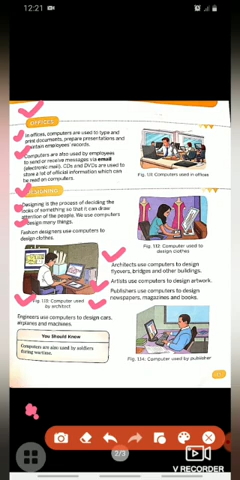 12:21
OFFICES
In offices, computers are used to type and
print documents, prepare presentations and
maintain employees' records.
Computers are also used by employees
to send or receive messages via email
(electronic mail). CDs and DVDs are used to
store a lot of official information which can
be read on computers.
Fig. 1.11: Computers used in offices
DESIGNING
Designing is the process of deciding the
looks of something so that it can draw
attention of the people. We use computers
design many things.
Fashion designers use computers to
design clothes.
Fig. 1.12: Computer used to
design clothes
Fig. 1.13: Computer used
by architect
Architects use computers to design
flyovers, bridges and other buildings.
Artists use computers to design artwork.
Publishers use computers to design
newspapers, magazines and books.
Engineers use computers to design cars,
airplanes and machines.
You Should Know
Computers are also used by soldiers
during wartime.
Fig. 1.14: Computer used by publisher
2/3
V RECORDER